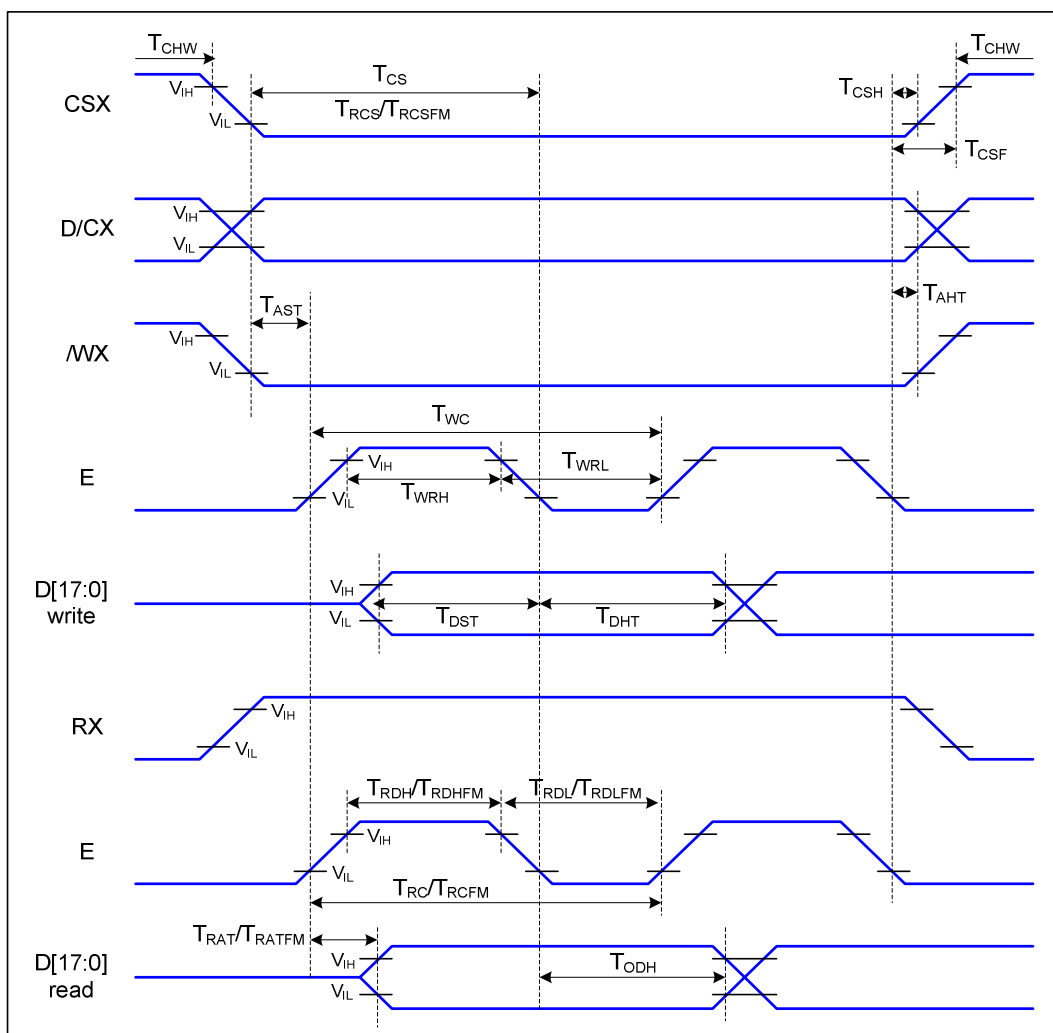 TCHW
TCS
TCHW
VIH
CSX
TCSH
VIL
TRCS/TRCSFM
TCSF
VIH
D/CX
VIL
TAST
TAHT
VIH
/WX
VIL
TWC
E
VIH
TWRL
TWRH
VIL
D[17:0]
write
VIH
TDST
TDHT
VIL
RX
VIH
VIL
TRDH/TRDHFM
TRDL/TRDLFM
VIH
E
VIL
TRC/TRCFM
TRAT/TRATFM
D[17:0]
read
VIH
TODH
VIL